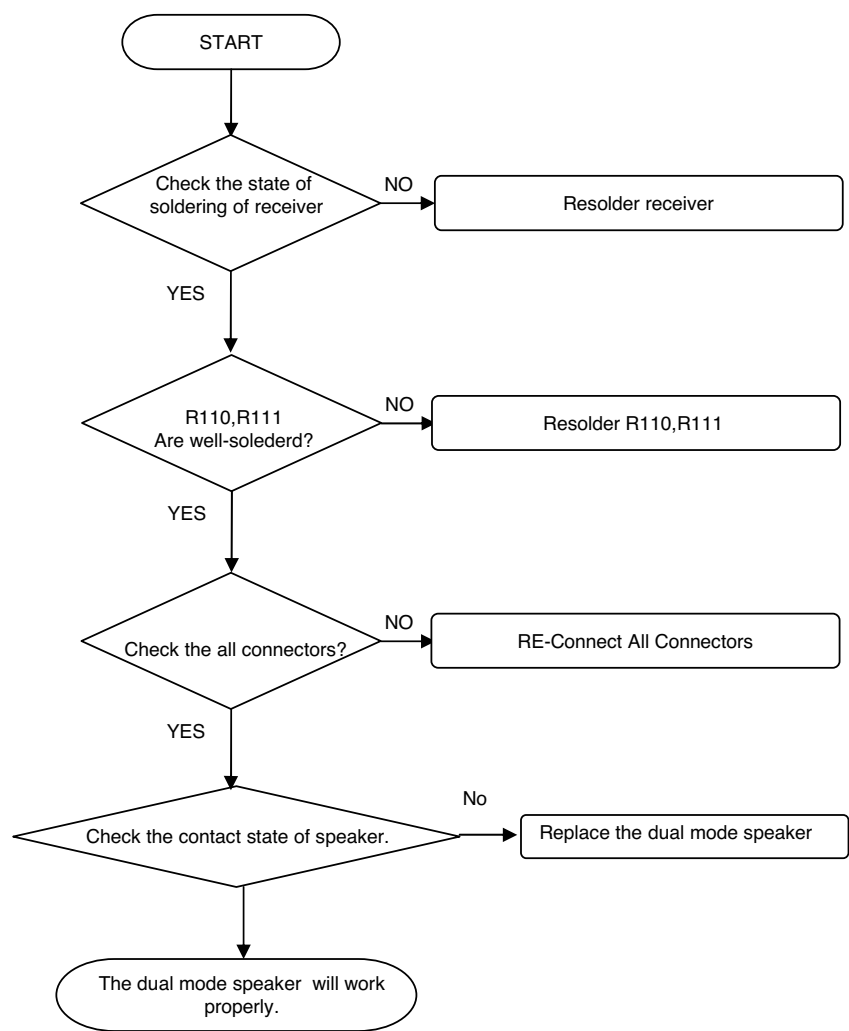 START
Check the state of
soldering of receiver
NO
Resolder receiver
YES
R110,R111
Are well-solederd?
NO
Resolder R110,R111
YES
Check the all connectors?
NO
RE-Connect All Connectors
YES
Check the contact state of speaker.
No
Replace the dual mode speaker
The dual mode speaker will work
properly.